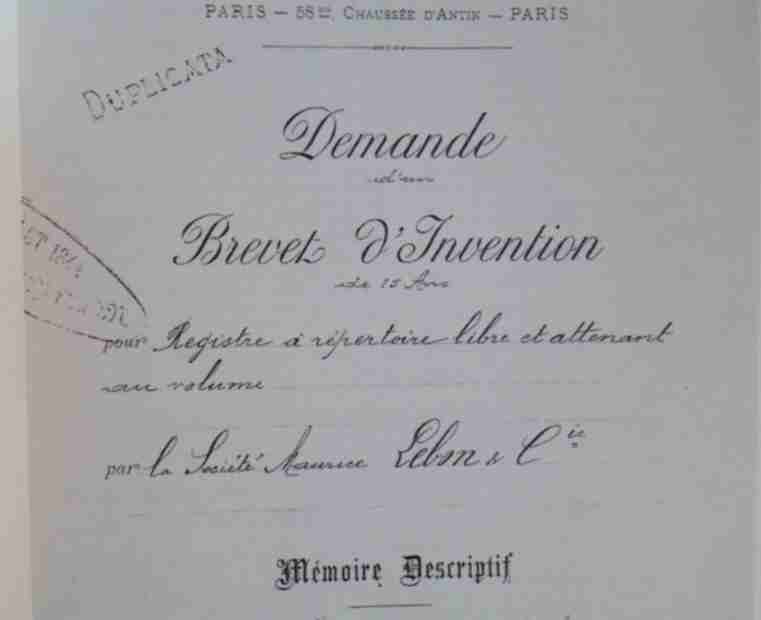 PARIS — 58bis, CHAUSSÉE D'ANTIN — PARIS
DUPLICATA
Demande
d'un
Brevet d'Invention
de 15 Ans
pour Registre à répertoire libre et attenant
au volume
par la Société Maurice & Cie
Mémoire Descriptif